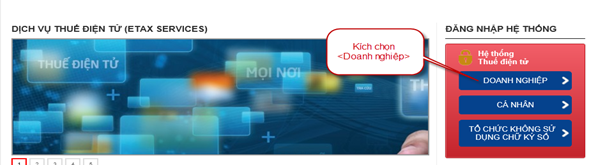 DỊCH VỤ THUẾ ĐIỆN TỬ (ETAX SERVICES)
THUẾ ĐIỆN TỬ
MỌI NƠI
TH
1 2 3 4 5
Kích chọn
<Doanh nghiệp>
ĐĂNG NHẬP HỆ THỐNG
Hệ thống
Thuế điện tử
DOANH NGHIỆP
CÁ NHÂN
TỔ CHỨC KHÔNG SỬ
DỤNG CHỮ KÝ SỐ